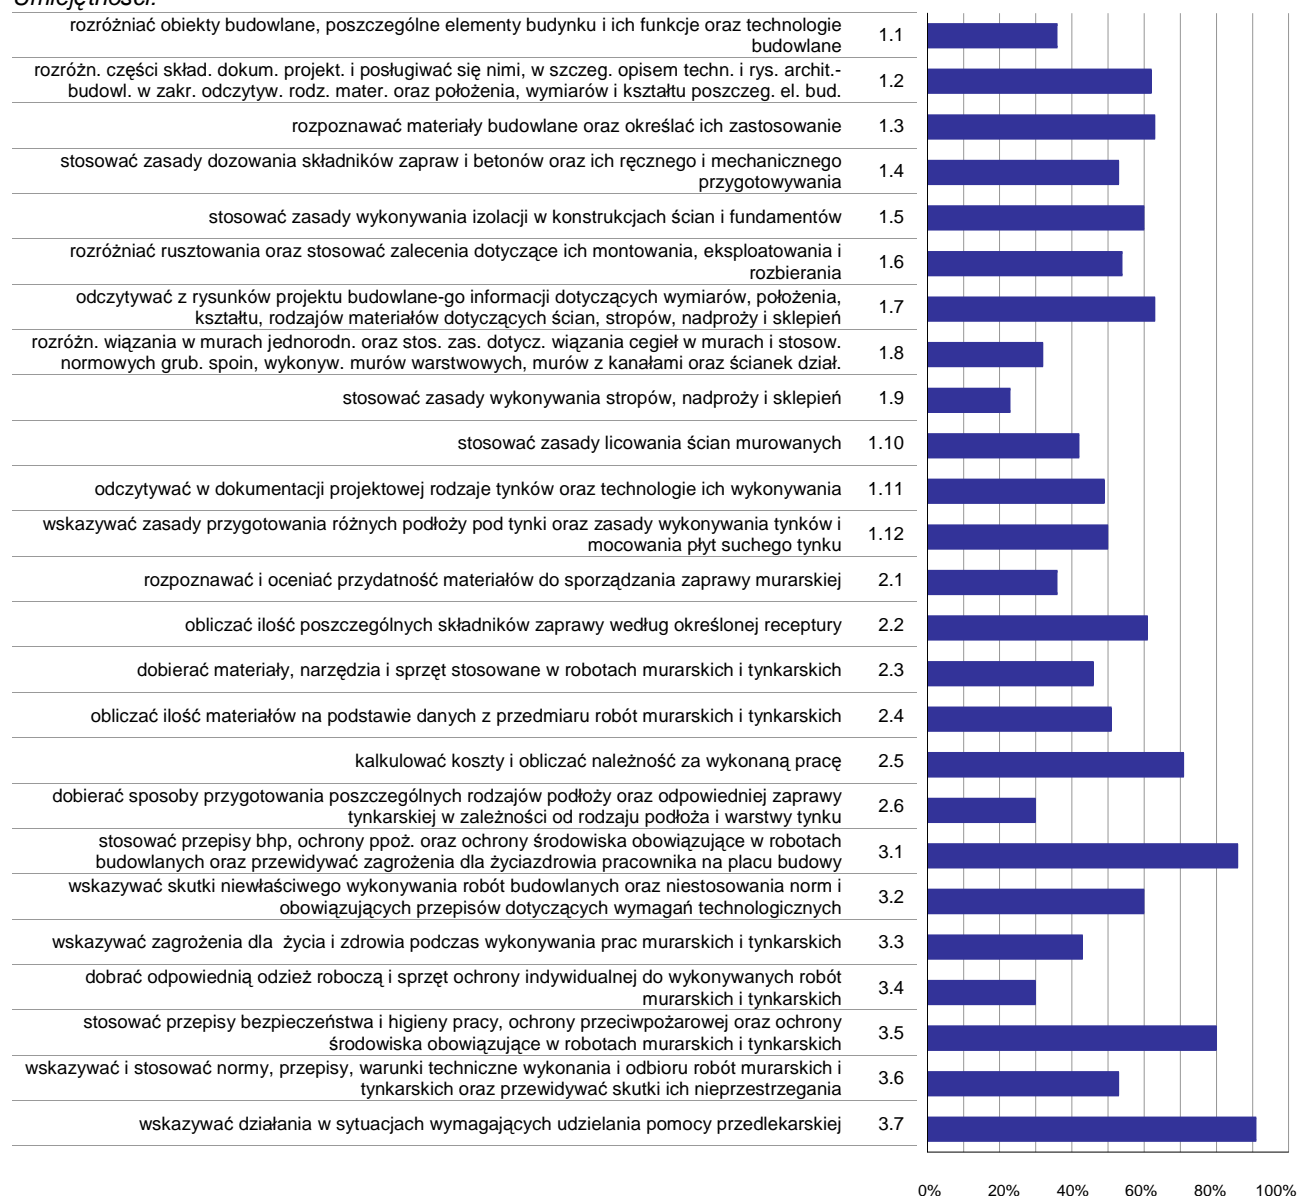 Umiejętności:
rozróżniać obiekty budowlane, poszczególne elementy budynku i ich funkcje oraz technologie
budowlane
1.1
rozróżn. części skład. dokum. projekt. i posługiwać się nimi, w szczeg. opisem techn. i rys. archit.-
budowl. w zakr. odczytyw. rodz. mater. oraz położenia, wymiarów i kształtu poszczeg. el. bud.
1.2
rozpoznawać materiały budowlane oraz określać ich zastosowanie
1.3
stosować zasady dozowania składników zapraw i betonów oraz ich ręcznego i mechanicznego
przygotowywania
1.4
stosować zasady wykonywania izolacji w konstrukcjach ścian i fundamentów
1.5
rozróżniać rusztowania oraz stosować zalecenia dotyczące ich montowania, eksploatowania i
rozbierania
1.6
odczytywać z rysunków projektu budowlane-go informacji dotyczących wymiarów, położenia,
kształtu, rodzajów materiałów dotyczących ścian, stropów, nadproży i sklepień
1.7
rozróżn. wiązania w murach jednorodn. oraz stos. zas. dotycz. wiązania cegieł w murach i stosow.
normowych grub. spoin, wykonyw. murów warstwowych, murów z kanałami oraz ścianek dział.
1.8
stosować zasady wykonywania stropów, nadproży i sklepień
1.9
stosować zasady licowania ścian murowanych
1.10
odczytywać w dokumentacji projektowej rodzaje tynków oraz technologie ich wykonywania
1.11
wskazywać zasady przygotowania różnych podłoży pod tynki oraz zasady wykonywania tynków i
mocowania płyt suchego tynku
1.12
rozpoznawać i oceniać przydatność materiałów do sporządzania zaprawy murarskiej
2.1
obliczać ilość poszczególnych składników zaprawy według określonej receptury
2.2
dobierać materiały, narzędzia i sprzęt stosowane w robotach murarskich i tynkarskich
2.3
obliczać ilość materiałów na podstawie danych z przedmiaru robót murarskich i tynkarskich
2.4
kalkulować koszty i obliczać należność za wykonaną pracę
2.5
dobierać sposoby przygotowania poszczególnych rodzajów podłoży oraz odpowiedniej zaprawy
tynkarskiej w zależności od rodzaju podłoża i warstwy tynku
2.6
stosować przepisy bhp, ochrony ppoż. oraz ochrony środowiska obowiązujące w robotach
budowlanych oraz przewidywać zagrożenia dla życiazdrowia pracownika na placu budowy
3.1
wskazywać skutki niewłaściwego wykonywania robót budowlanych oraz niestosowania norm i
obowiązujących przepisów dotyczących wymagań technologicznych
3.2
wskazywać zagrożenia dla  życia i zdrowia podczas wykonywania prac murarskich i tynkarskich
3.3
dobrać odpowiednią odzież roboczą i sprzęt ochrony indywidualnej do wykonywanych robót
murarskich i tynkarskich
3.4
stosować przepisy bezpieczeństwa i higieny pracy, ochrony przeciwpożarowej oraz ochrony
środowiska obowiązujące w robotach murarskich i tynkarskich
3.5
wskazywać i stosować normy, przepisy, warunki techniczne wykonania i odbioru robót murarskich i
tynkarskich oraz przewidywać skutki ich nieprzestrzegania
3.6
wskazywać działania w sytuacjach wymagających udzielania pomocy przedlekarskiej
3.7
0% 20% 40% 60% 80% 100%